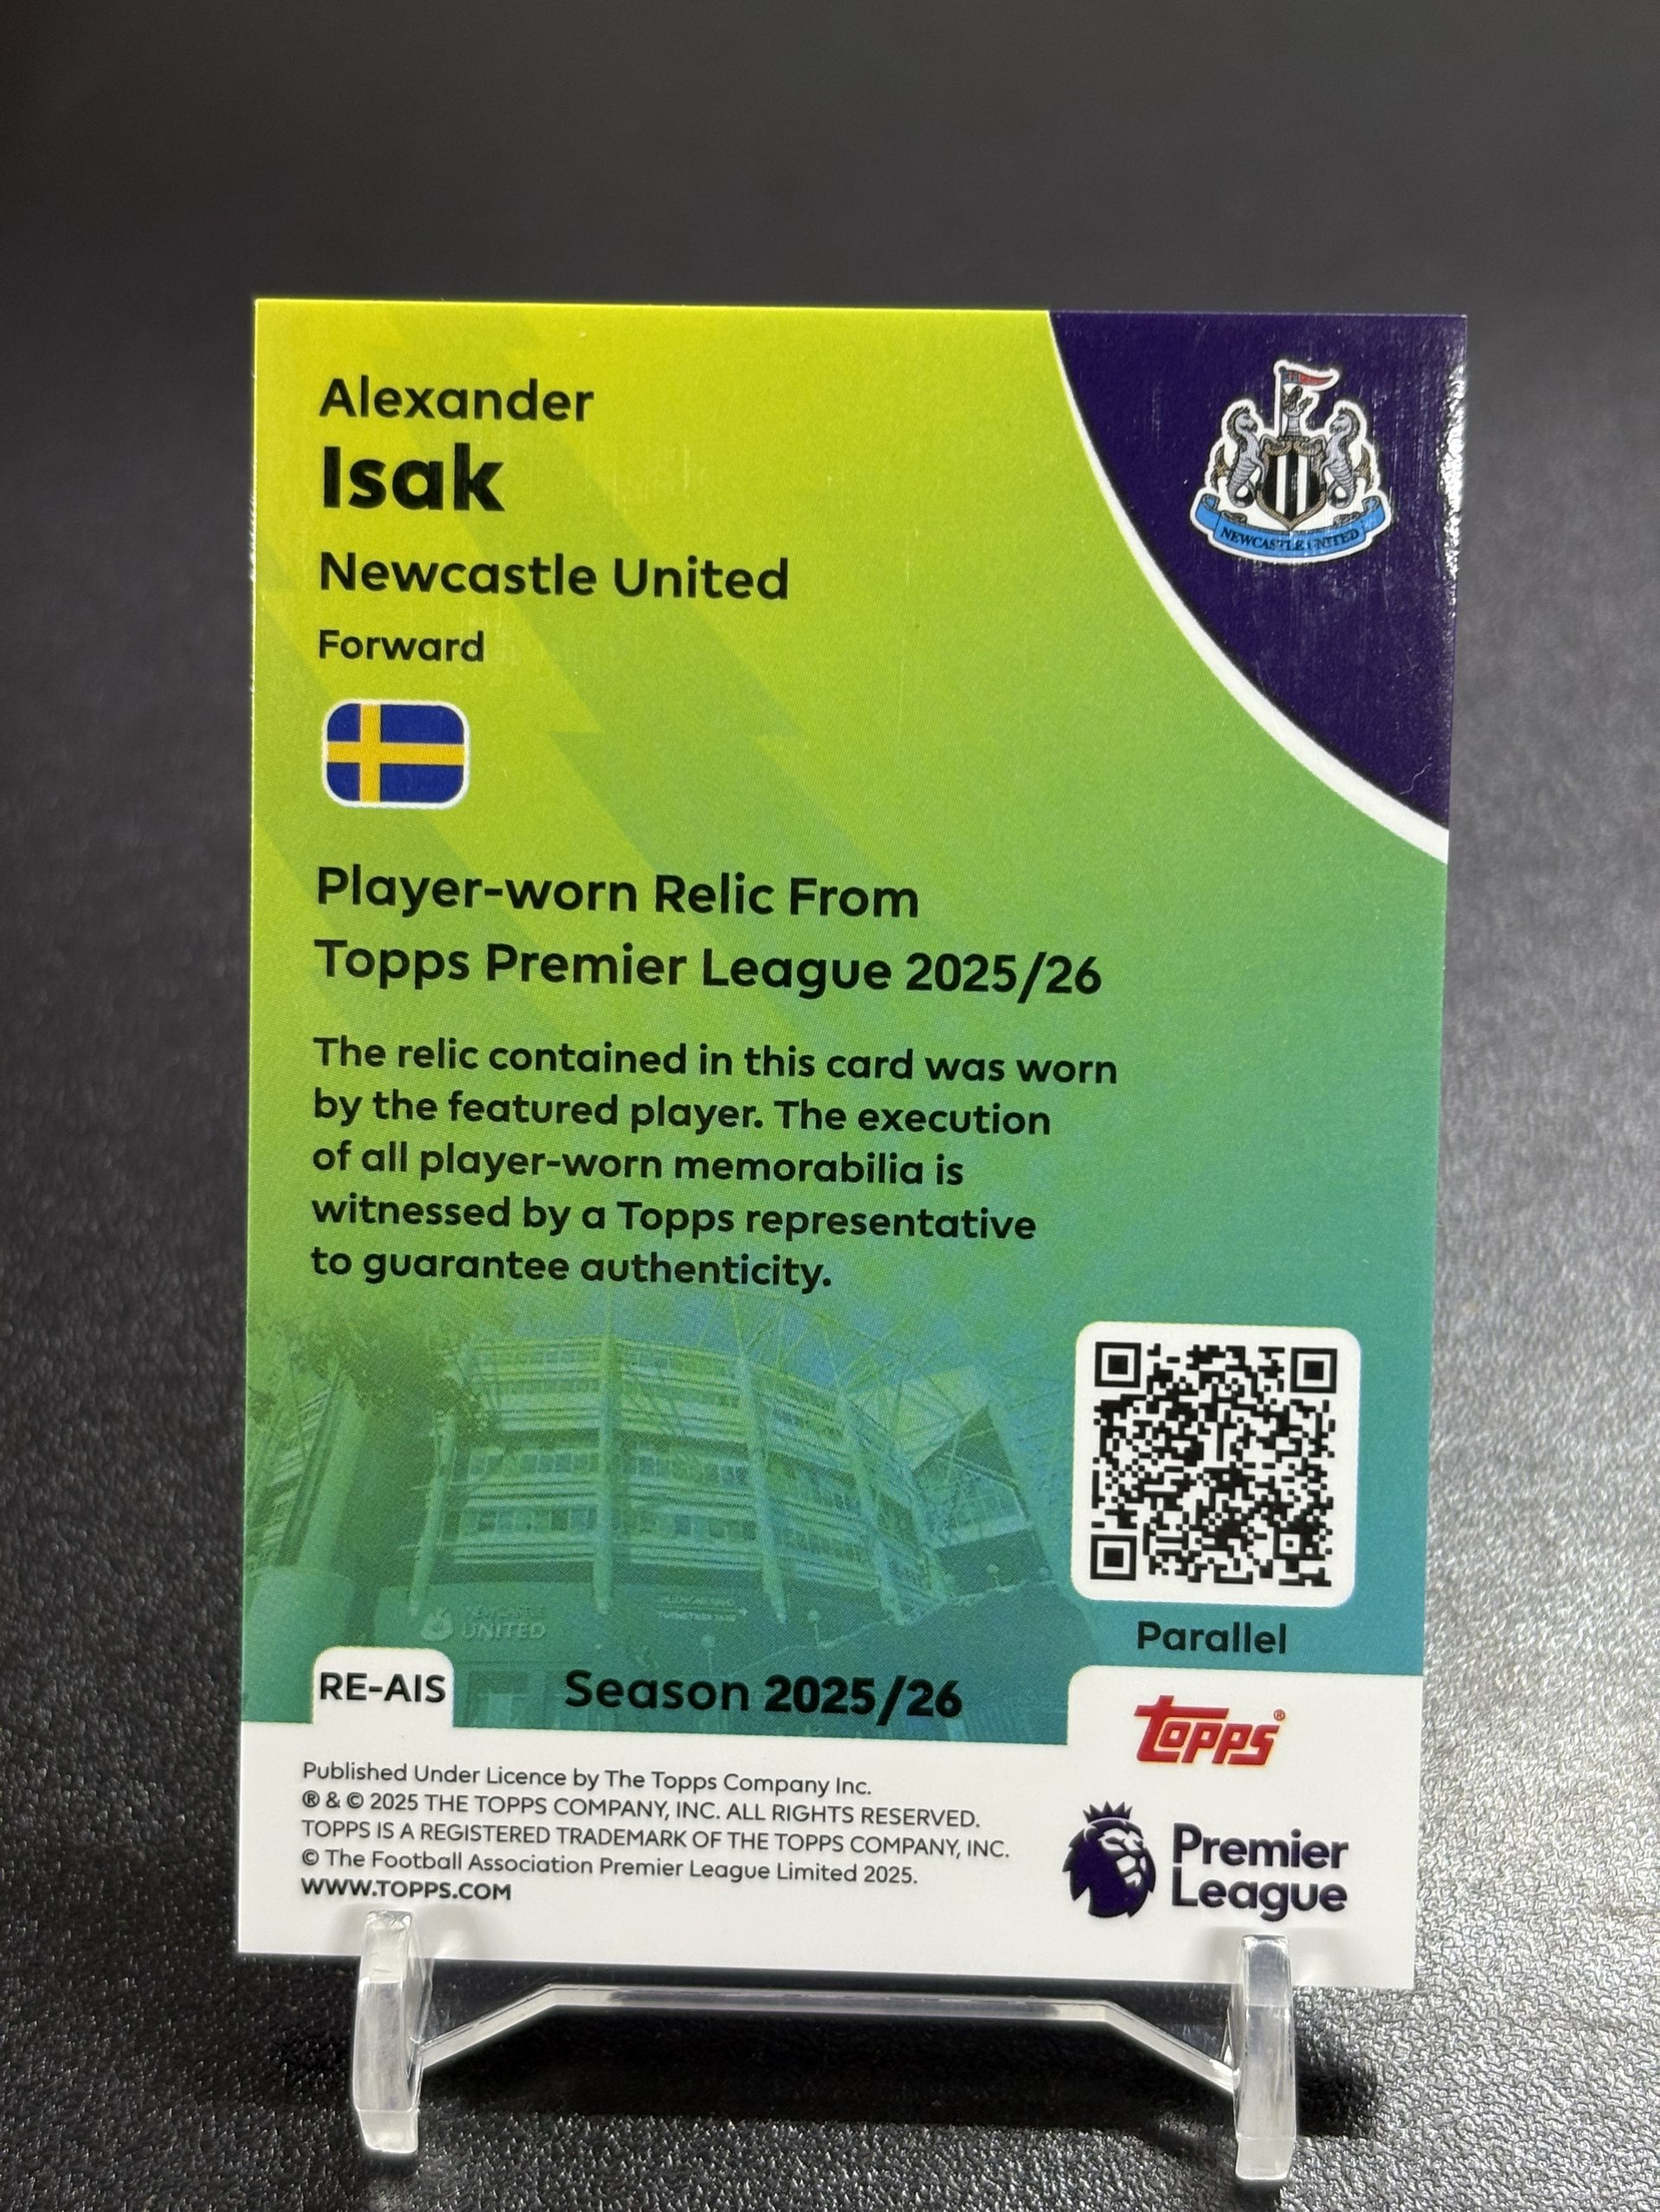 Alexander
Isak
NEWCASTLE UNITED
Newcastle United
Forward
Player-worn Relic From
Topps Premier League 2025/26
The relic contained in this card was worn
by the featured player. The execution
of all player-worn memorabilia is
witnessed by a Topps representative
to guarantee authenticity.
NEWCASTLE
UNITED
Parallel
RE-AIS
Season 2025/26
topps®
Published Under Licence by The Topps Company Inc.
® & © 2025 THE TOPPS COMPANY, INC. ALL RIGHTS RESERVED.
TOPPS IS A REGISTERED TRADEMARK OF THE TOPPS COMPANY, INC.
© The Football Association Premier League Limited 2025.
WWW.TOPPS.COM
Premier
League